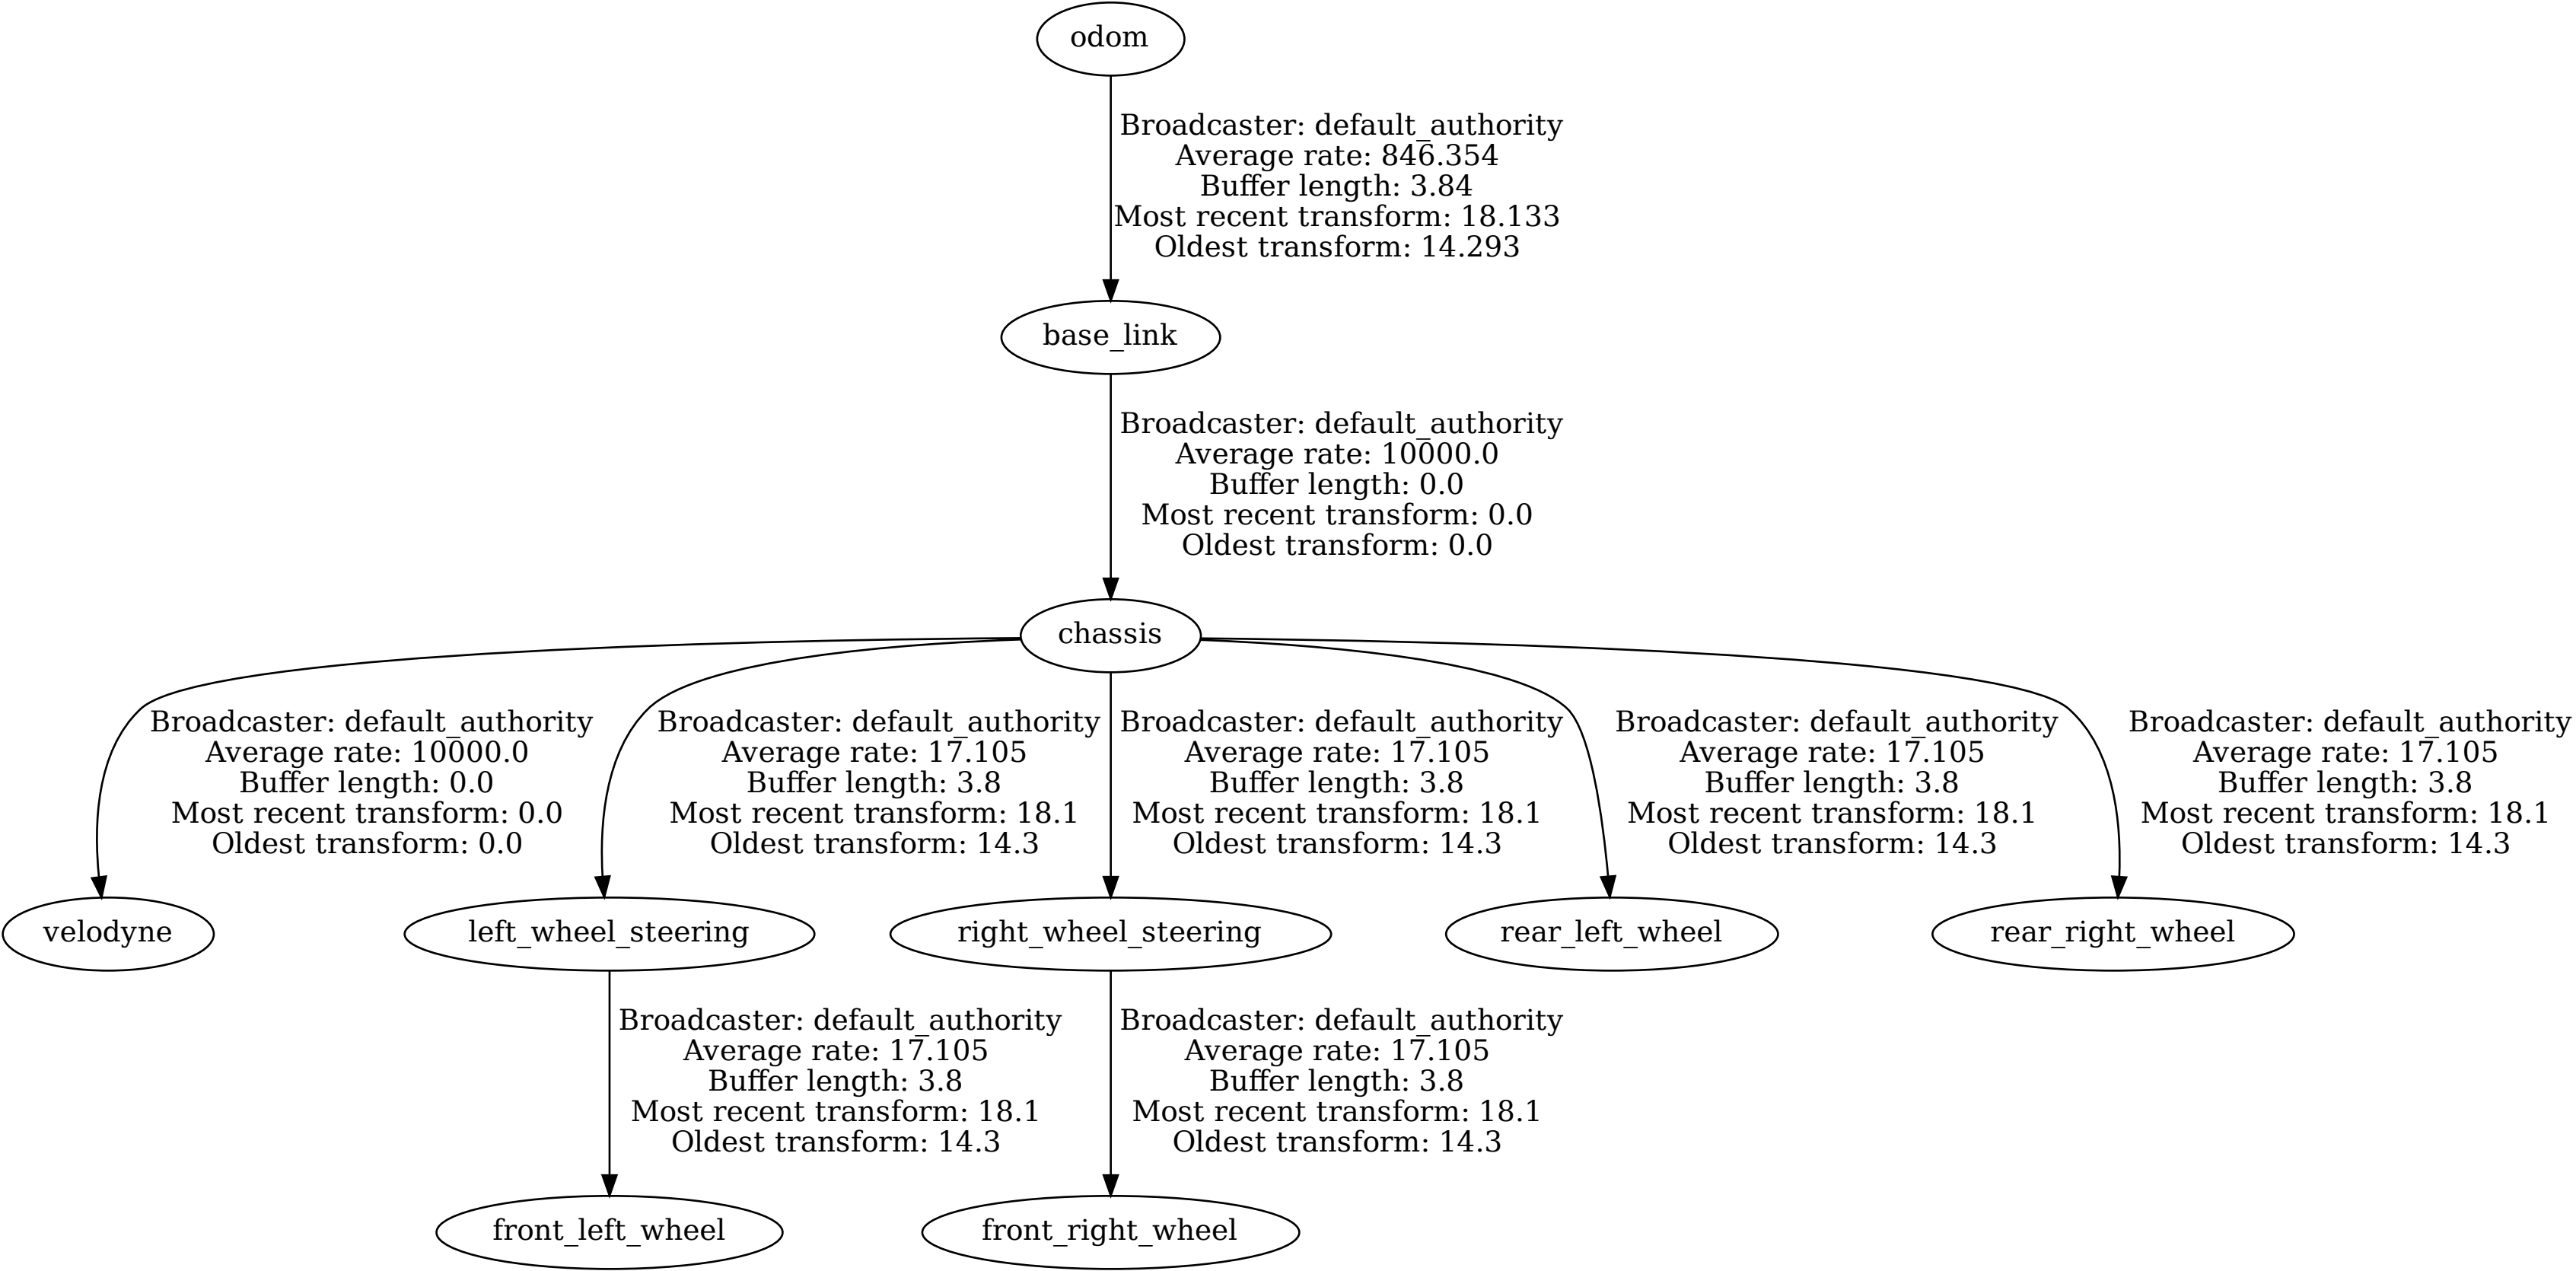 odom
Broadcaster: default_authority
Average rate: 846.354
Buffer length: 3.84
Most recent transform: 18.133
Oldest transform: 14.293
base_link
Broadcaster: default_authority
Average rate: 10000.0
Buffer length: 0.0
Most recent transform: 0.0
Oldest transform: 0.0
chassis
Broadcaster: default_authority
Average rate: 10000.0
Buffer length: 0.0
Most recent transform: 0.0
Oldest transform: 0.0
Broadcaster: default_authority
Average rate: 17.105
Buffer length: 3.8
Most recent transform: 18.1
Oldest transform: 14.3
Broadcaster: default_authority
Average rate: 17.105
Buffer length: 3.8
Most recent transform: 18.1
Oldest transform: 14.3
Broadcaster: default_authority
Average rate: 17.105
Buffer length: 3.8
Most recent transform: 18.1
Oldest transform: 14.3
Broadcaster: default_authority
Average rate: 17.105
Buffer length: 3.8
Most recent transform: 18.1
Oldest transform: 14.3
velodyne
left_wheel_steering
right_wheel_steering
rear_left_wheel
rear_right_wheel
Broadcaster: default_authority
Average rate: 17.105
Buffer length: 3.8
Most recent transform: 18.1
Oldest transform: 14.3
Broadcaster: default_authority
Average rate: 17.105
Buffer length: 3.8
Most recent transform: 18.1
Oldest transform: 14.3
front_left_wheel
front_right_wheel